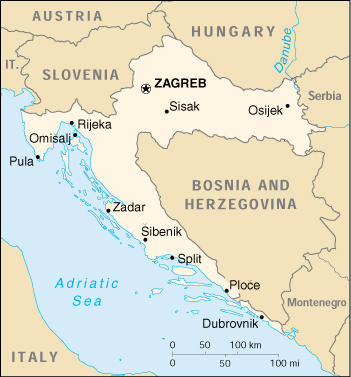 AUSTRIA
HUNGARY
Danube
IT.
SLOVENIA
ZAGREB
Sisak
Osijek
Serbia
Rijeka
Omisalj
Pula
BOSNIA AND
HERZEGOVINA
Zadar
Šibenik
Split
Adriatic
Sea
Ploce
Montenegro
Dubrovnik
ITALY
0 50 100 km
0 50 100 mi